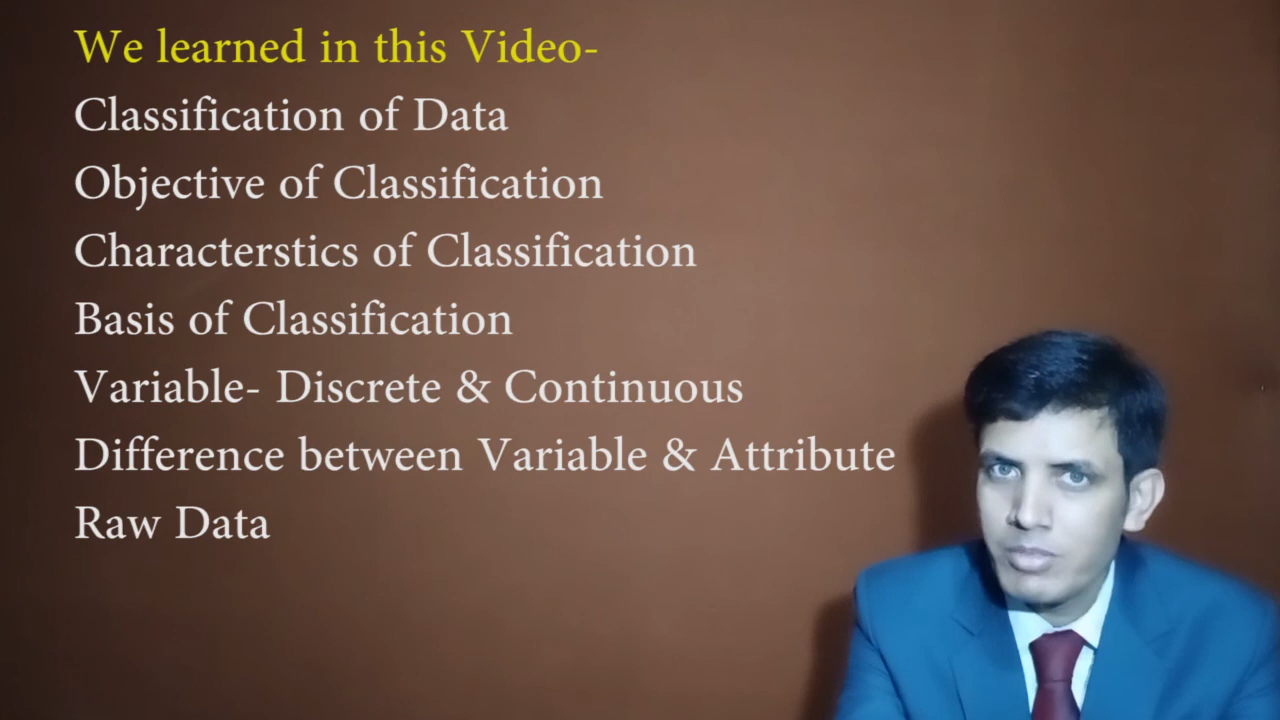 We learned in this Video-
Classification of Data
Objective of Classification
Characterstics of Classification
Basis of Classification
Variable- Discrete & Continuous
Difference between Variable & Attribute
Raw Data